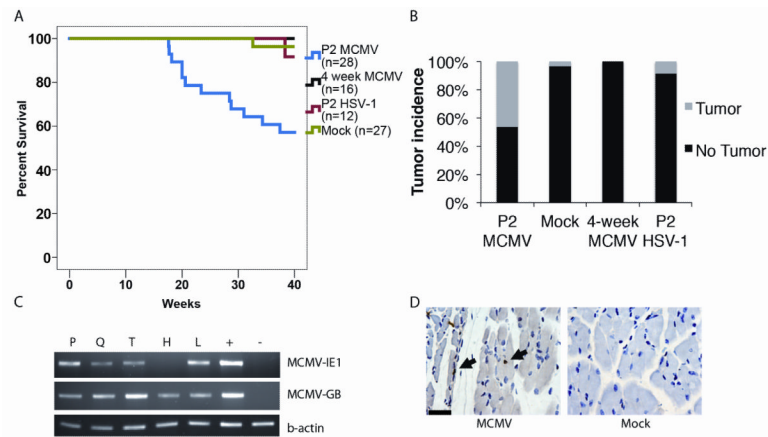 A
Percent Survival
100
80
60
40
20
0
0
10
20
30
40
Weeks
P2 MCMV
(n=28)
4 week MCMV
(n=16)
P2 HSV-1
(n=12)
Mock (n=27)
B
Tumor incidence
100%
80%
60%
40%
20%
0%
P2
MCMV
Mock
4-week
MCMV
P2
HSV-1
Tumor
No Tumor
C
P Q T H L + -
MCMV-IE1
MCMV-GB
b-actin
D
MCMV
Mock